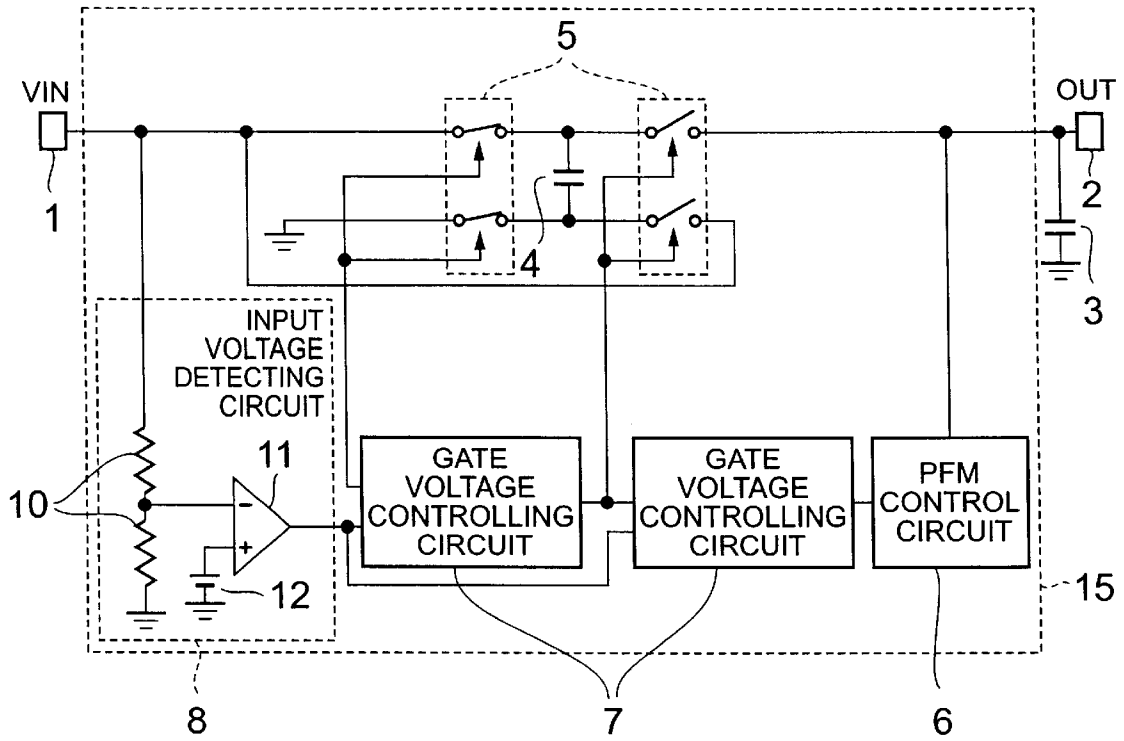 5
VIN
OUT
1
2
4
3
INPUT
VOLTAGE
DETECTING
CIRCUIT
11
10
−
+
12
GATE
VOLTAGE
CONTROLLING
CIRCUIT
GATE
VOLTAGE
CONTROLLING
CIRCUIT
PFM
CONTROL
CIRCUIT
15
8
7
6